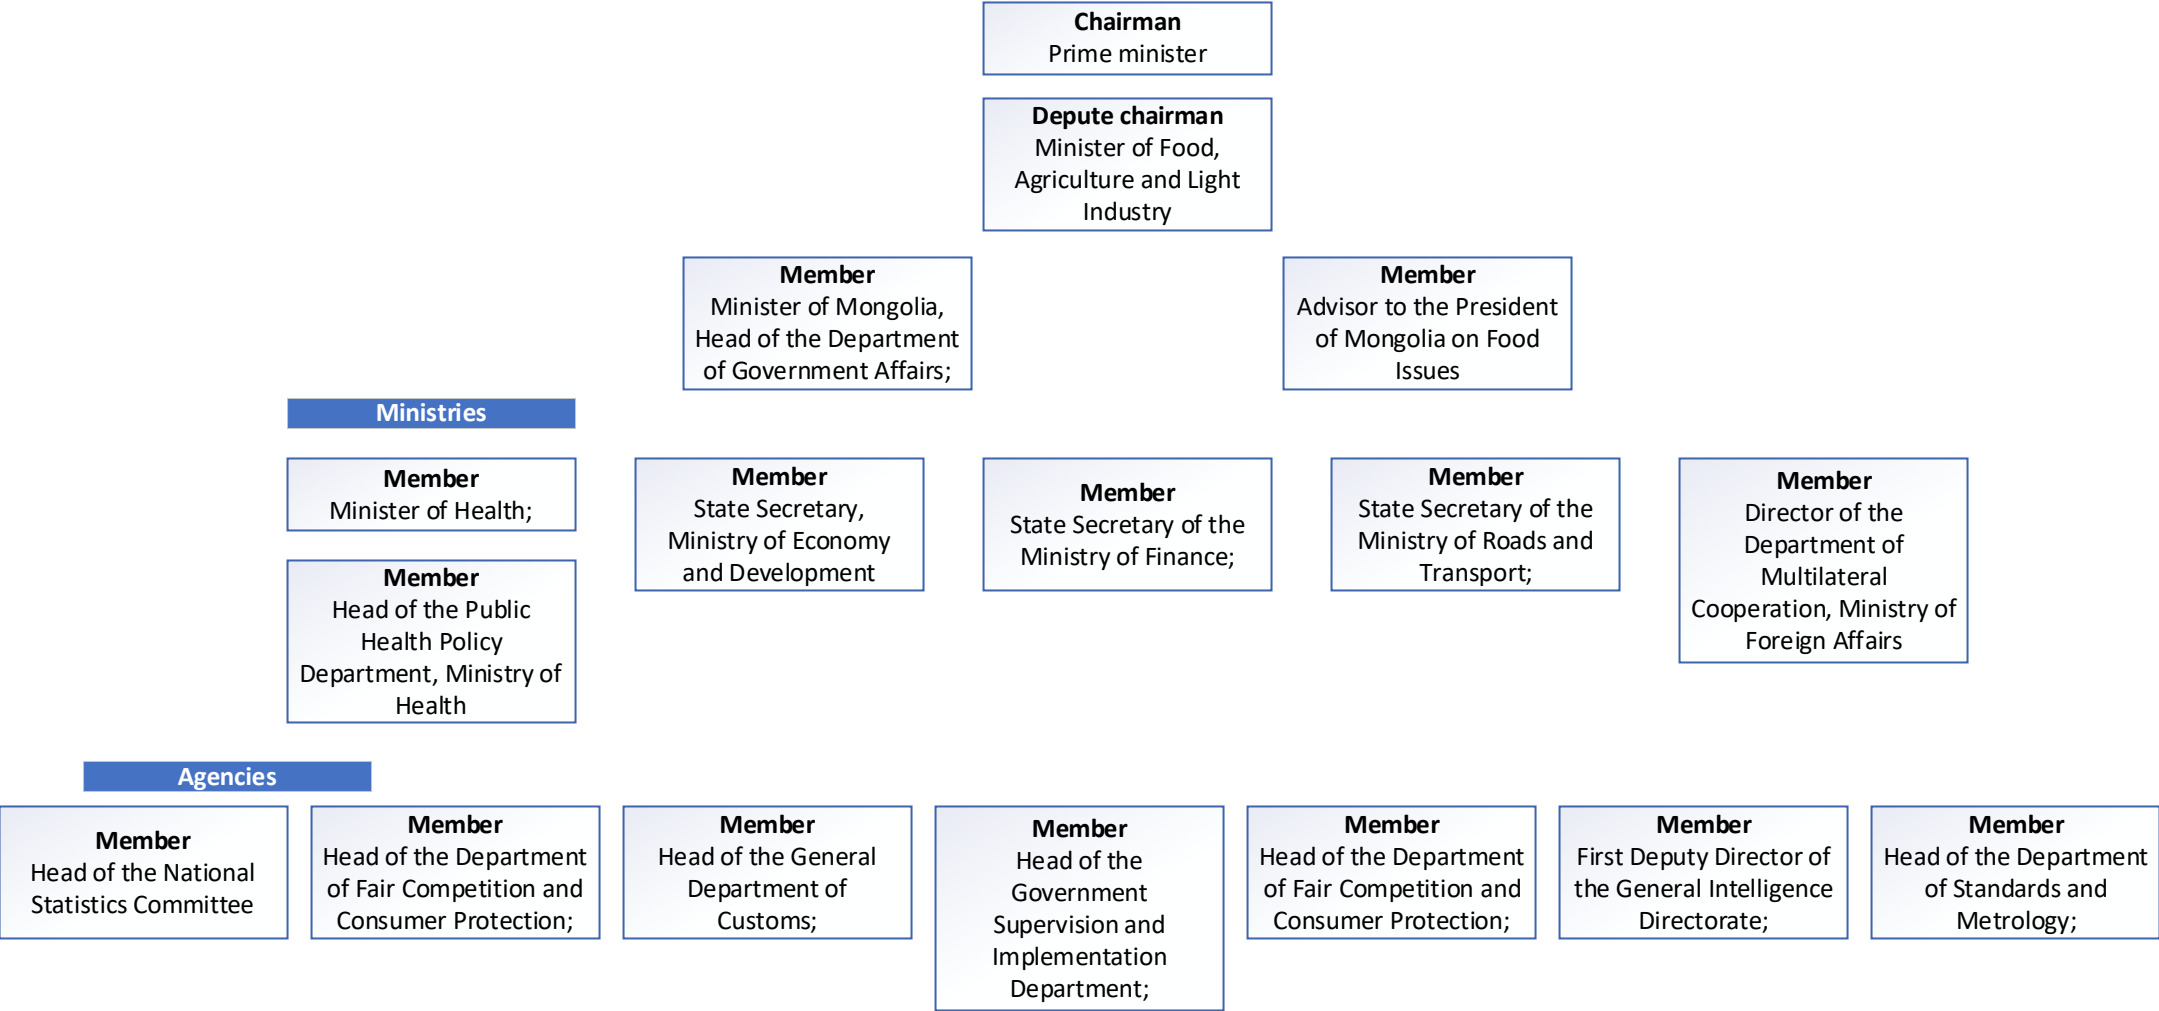 Chairman
Prime minister
Depute chairman
Minister of Food,
Agriculture and Light
Industry
Member
Minister of Mongolia,
Head of the Department
of Government Affairs;
Member
Advisor to the President
of Mongolia on Food
Issues
Ministries
Member
Minister of Health;
Member
Head of the Public
Health Policy
Department, Ministry of
Health
Member
State Secretary,
Ministry of Economy
and Development
Member
State Secretary of the
Ministry of Finance;
Member
State Secretary of the
Ministry of Roads and
Transport;
Member
Director of the
Department of
Multilateral
Cooperation, Ministry of
Foreign Affairs
Agencies
Member
Head of the National
Statistics Committee
Member
Head of the Department
of Fair Competition and
Consumer Protection;
Member
Head of the General
Department of
Customs;
Member
Head of the
Government
Supervision and
Implementation
Department;
Member
Head of the Department
of Fair Competition and
Consumer Protection;
Member
First Deputy Director of
the General Intelligence
Directorate;
Member
Head of the Department
of Standards and
Metrology;